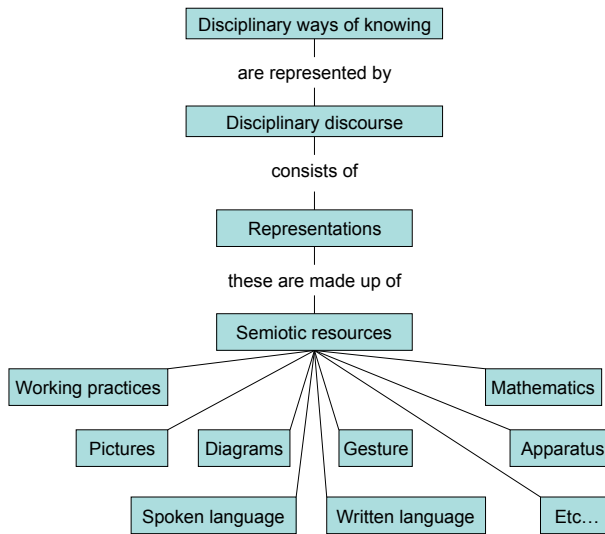 Disciplinary ways of knowing
are represented by
Disciplinary discourse
consists of
Representations
these are made up of
Semiotic resources
Working practices
Mathematics
Pictures
Diagrams
Gesture
Apparatus
Spoken language
Written language
Etc…